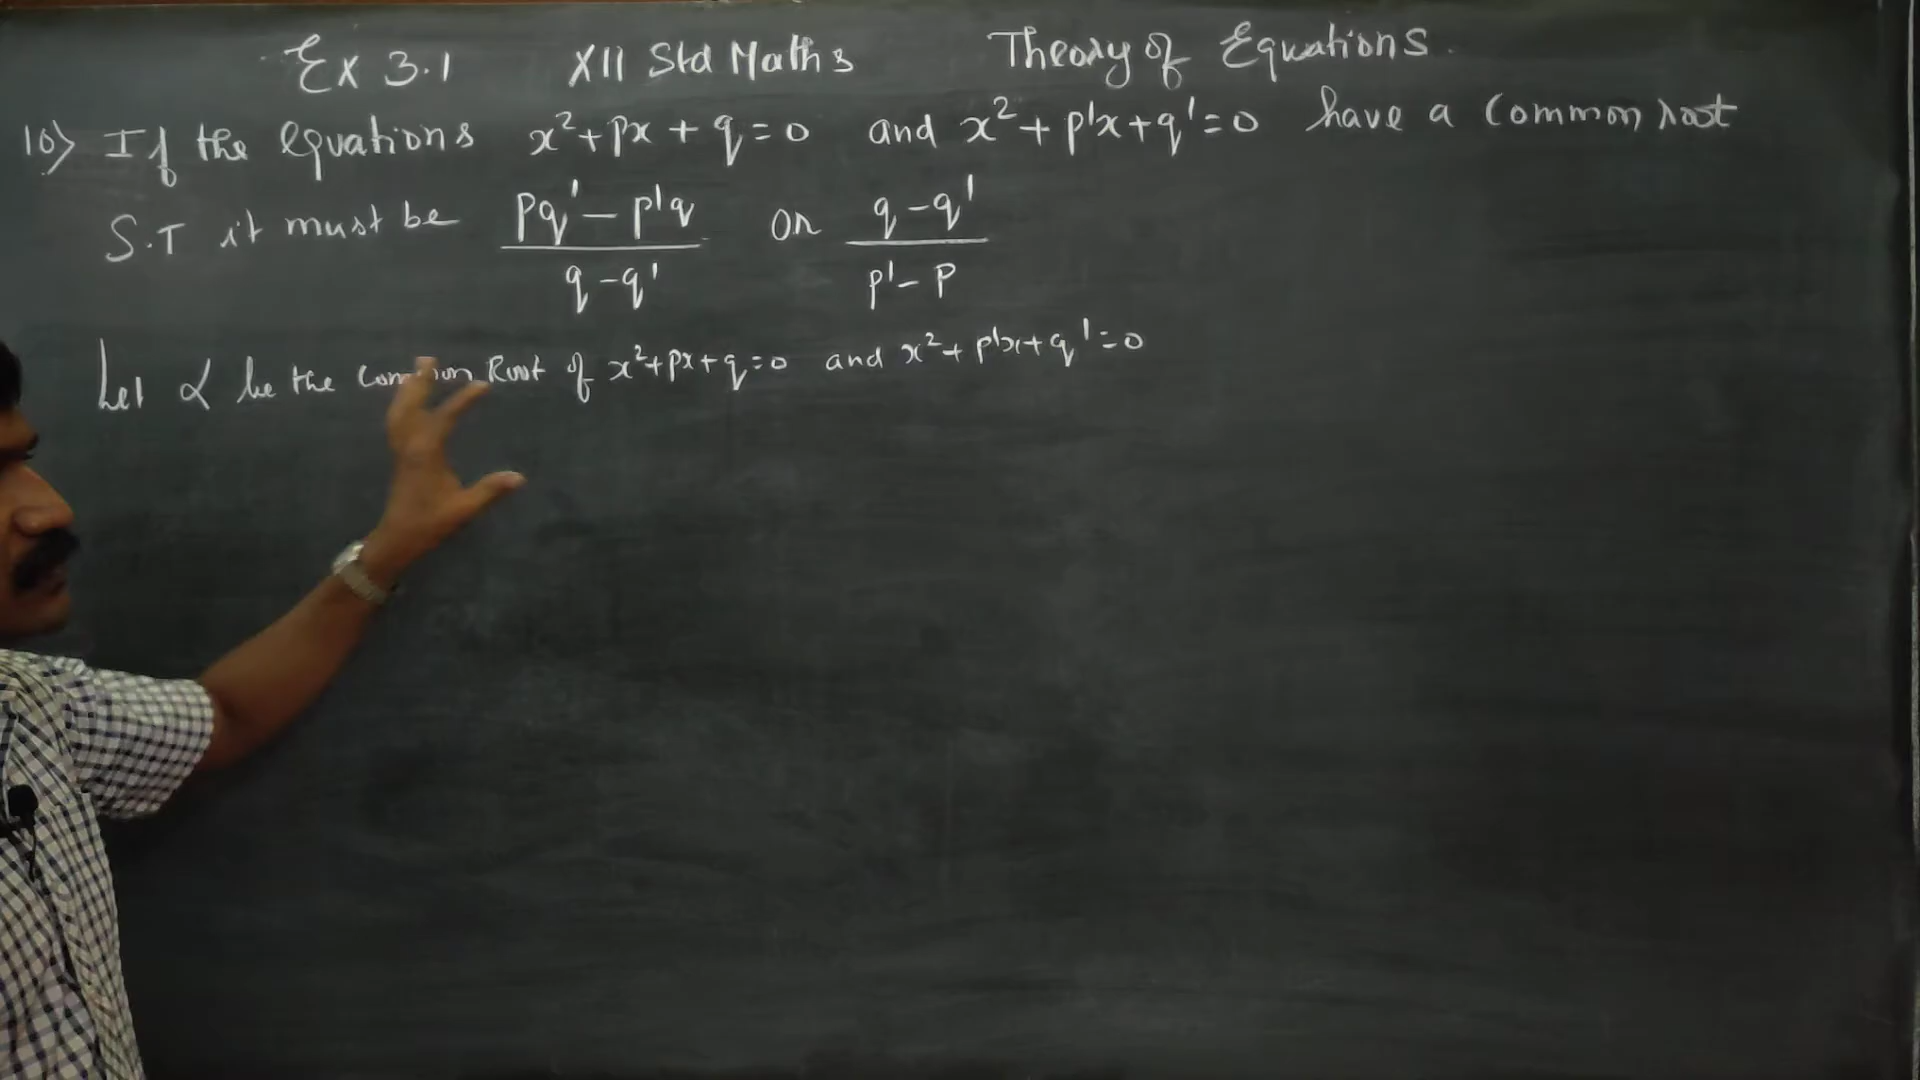 Ex 3.1 XII Std Maths Theory of Equations.
10) If the equations x²+px+q=0 and x²+p'x+q'=0 have a common root
S.T it must be (pq'-p'q)/(q-q') or (q-q')/(p'-p)
Let α be the common Root of x²+px+q=0 and x²+p'x+q'=0